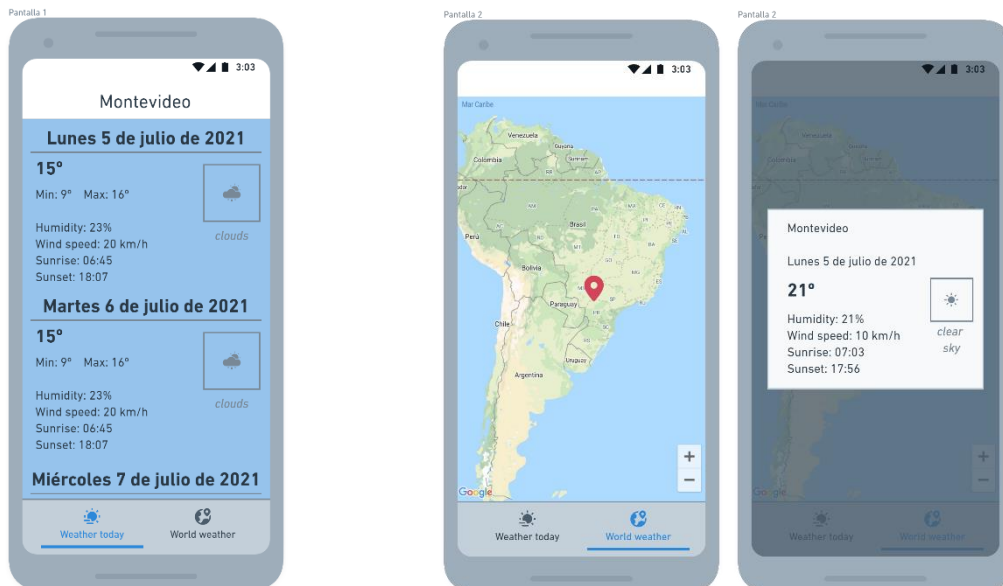 Pantalla 1
3:03
Montevideo
Lunes 5 de julio de 2021
15°
Min: 9° Max: 16°
Humidity: 23%
Wind speed: 20 km/h
Sunrise: 06:45
Sunset: 18:07
clouds
Martes 6 de julio de 2021
15°
Min: 9° Max: 16°
Humidity: 23%
Wind speed: 20 km/h
Sunrise: 06:45
Sunset: 18:07
clouds
Miércoles 7 de julio de 2021
Weather today
World weather
Pantalla 2
3:03
Mar Caribe
Venezuela
Guyana
Surinam
Colombia
Perú
Brasil
Bolivia
Paraguay
Chile
Uruguay
Argentina
+
−
Google
Weather today
World weather
Pantalla 2
3:03
Montevideo
Lunes 5 de julio de 2021
21°
Humidity: 21%
Wind speed: 10 km/h
Sunrise: 07:03
Sunset: 17:56
clear
sky
+
−
Google
Weather today
World weather